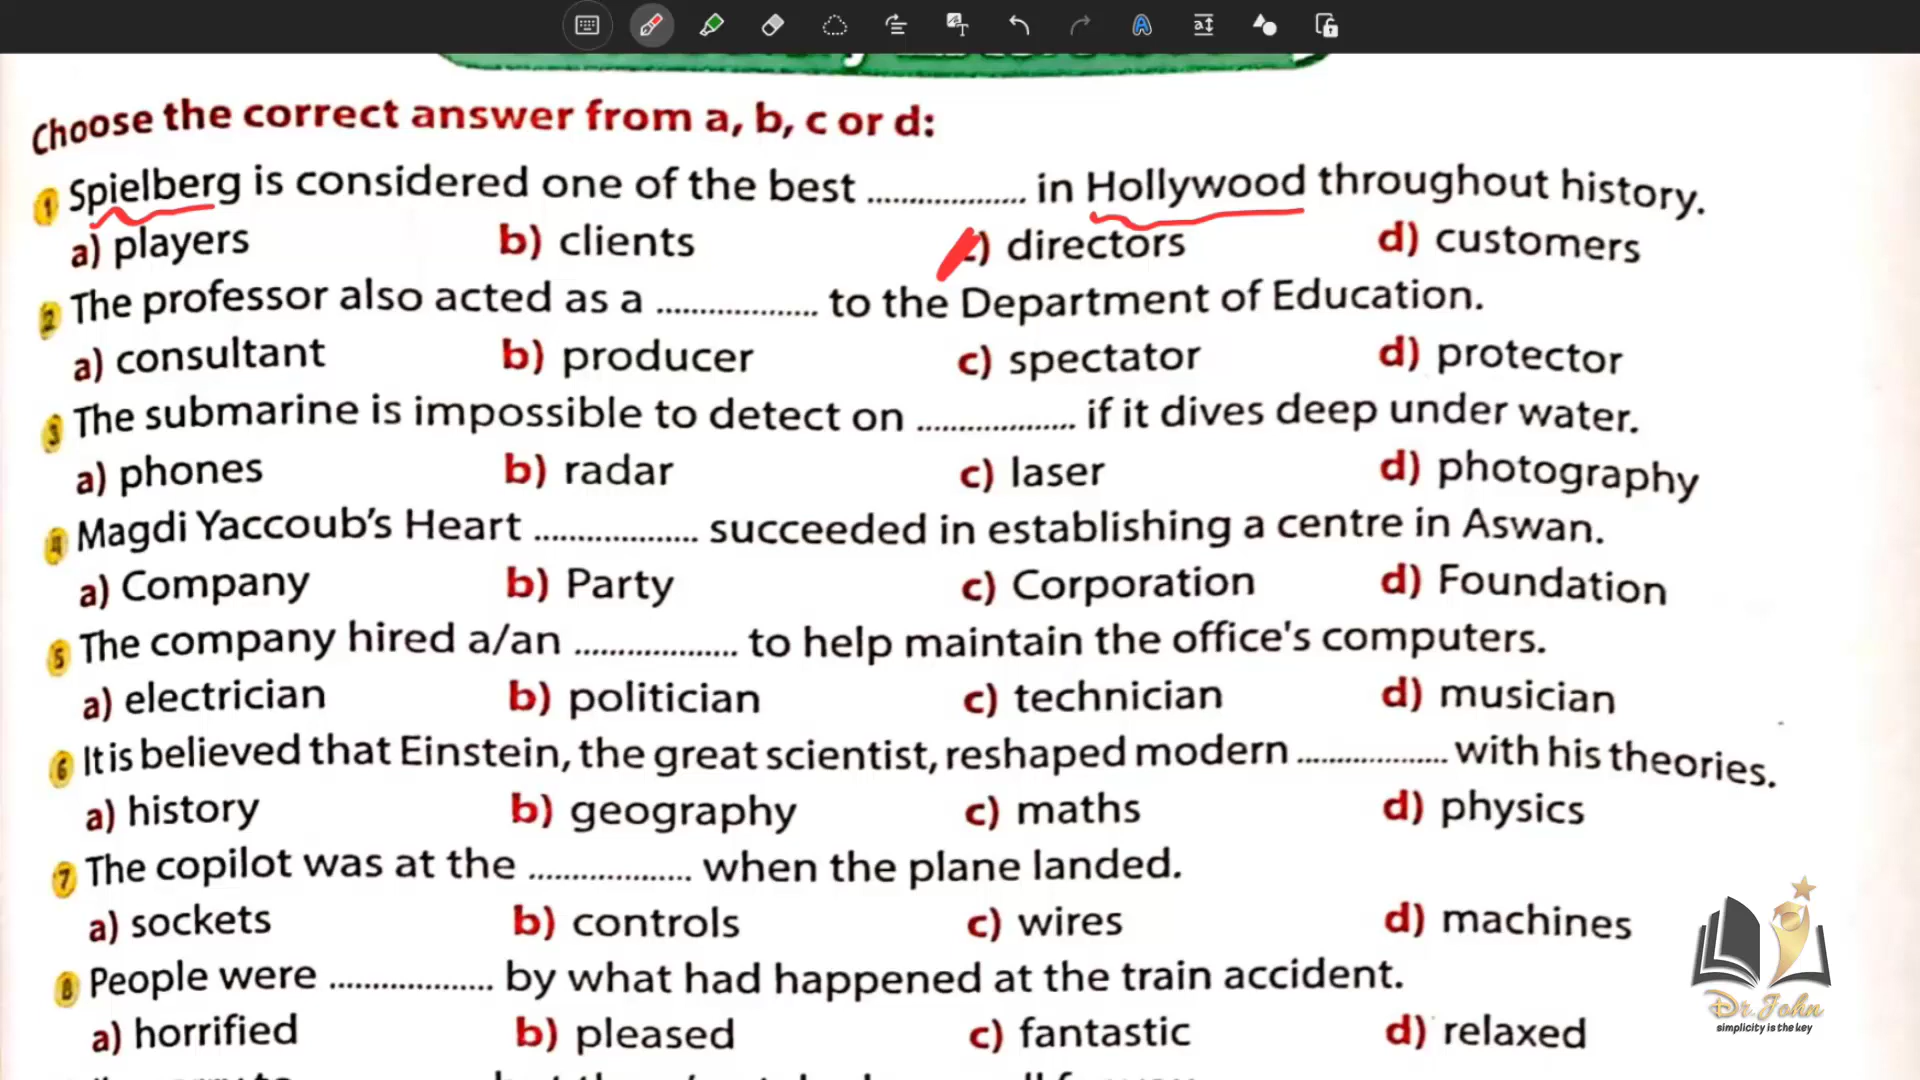 Choose the correct answer from a, b, c or d:
1 Spielberg is considered one of the best .................. in Hollywood throughout history.
a) players b) clients c) directors d) customers
2 The professor also acted as a .................. to the Department of Education.
a) consultant b) producer c) spectator d) protector
3 The submarine is impossible to detect on .................. if it dives deep under water.
a) phones b) radar c) laser d) photography
4 Magdi Yaccoub's Heart .................. succeeded in establishing a centre in Aswan.
a) Company b) Party c) Corporation d) Foundation
5 The company hired a/an .................. to help maintain the office's computers.
a) electrician b) politician c) technician d) musician
6 It is believed that Einstein, the great scientist, reshaped modern .................. with his theories.
a) history b) geography c) maths d) physics
7 The copilot was at the .................. when the plane landed.
a) sockets b) controls c) wires d) machines
8 People were .................. by what had happened at the train accident.
a) horrified b) pleased c) fantastic d) relaxed
Dr. John
simplicity is the key